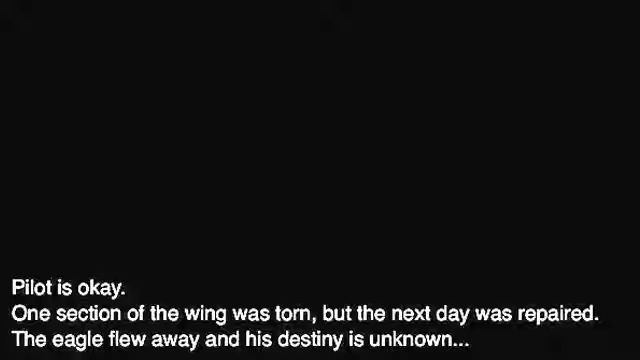 Pilot is okay.
One section of the wing was torn, but the next day was repaired.
The eagle flew away and his destiny is unknown...